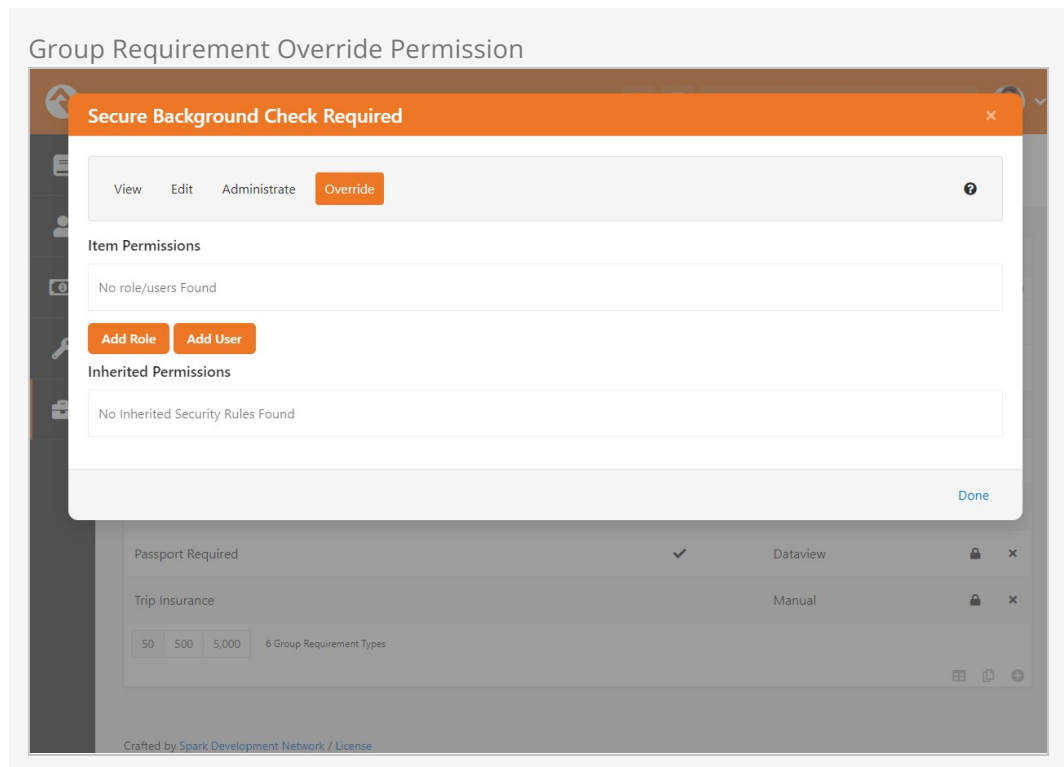 Group Requirement Override Permission
Secure Background Check Required ×
View Edit Administrate Override
Item Permissions
No role/users Found
Add Role Add User
Inherited Permissions
No Inherited Security Rules Found
Done
Passport Required Dataview
Trip Insurance Manual
50 500 5,000 6 Group Requirement Types
Crafted by Spark Development Network / License